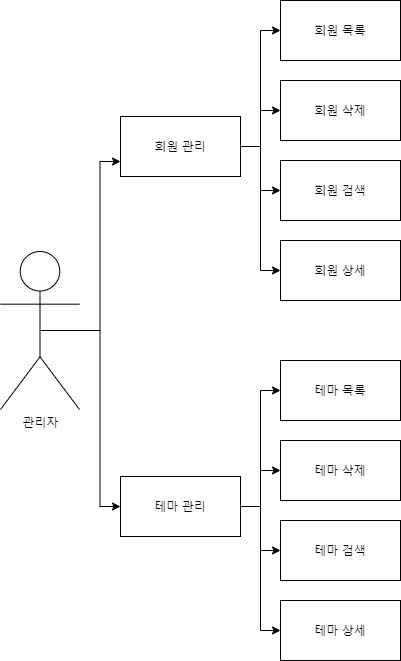 회원 목록
회원 삭제
회원 관리
회원 검색
회원 상세
관리자
테마 목록
테마 삭제
테마 관리
테마 검색
테마 상세